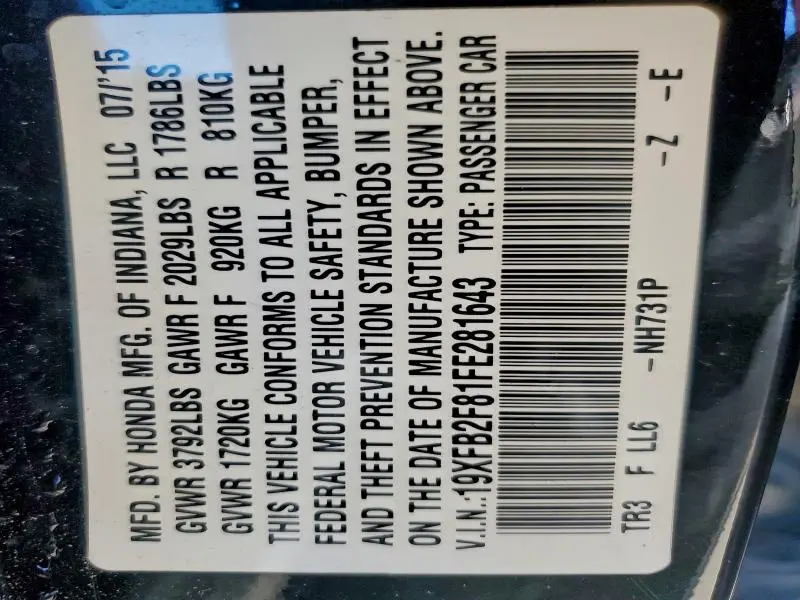 MFD. BY HONDA MFG. OF INDIANA, LLC 07/'15
GVWR 3792LBS GAWR F 2029LBS R 1786LBS
GVWR 1720KG GAWR F 920KG R 810KG
THIS VEHICLE CONFORMS TO ALL APPLICABLE
FEDERAL MOTOR VEHICLE SAFETY, BUMPER,
AND THEFT PREVENTION STANDARDS IN EFFECT
ON THE DATE OF MANUFACTURE SHOWN ABOVE.
V.I.N.:19XFB2F81FE281643 TYPE: PASSENGER CAR
TR3 F LL6 -NH731P -Z -E